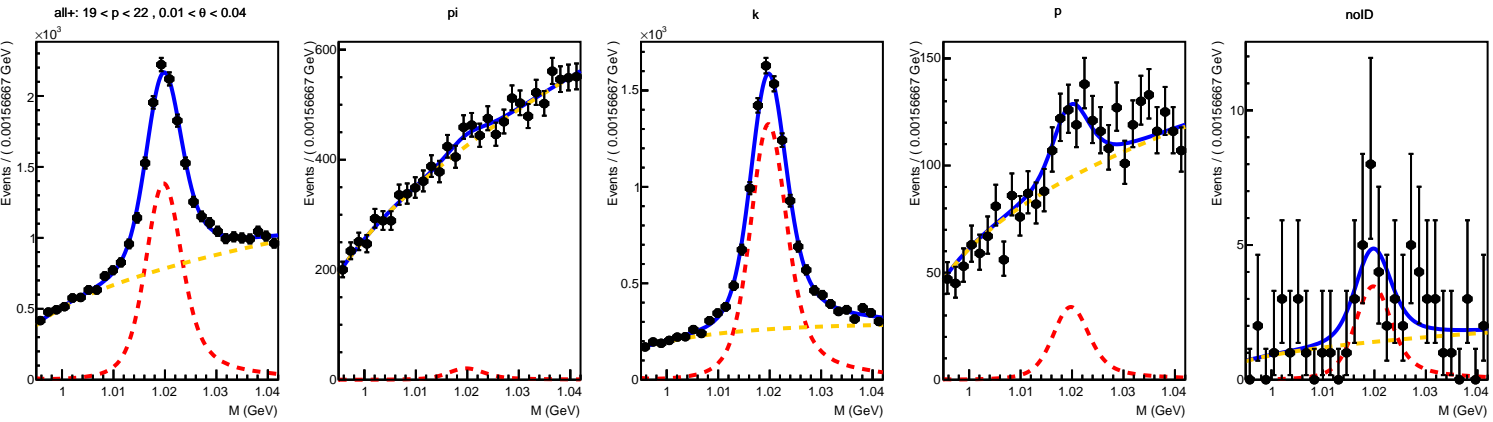 all+: 19 < p < 22 , 0.01 < θ < 0.04
×10³
Events / ( 0.00156667 GeV )
2
1.5
1
0.5
0
1 1.01 1.02 1.03 1.04
M (GeV)
pi
Events / ( 0.00156667 GeV )
600
400
200
0
1 1.01 1.02 1.03 1.04
M (GeV)
k
×10³
Events / ( 0.00156667 GeV )
1.5
1
0.5
0
1 1.01 1.02 1.03 1.04
M (GeV)
p
Events / ( 0.00156667 GeV )
150
100
50
0
1 1.01 1.02 1.03 1.04
M (GeV)
noID
Events / ( 0.00156667 GeV )
10
5
0
1 1.01 1.02 1.03 1.04
M (GeV)